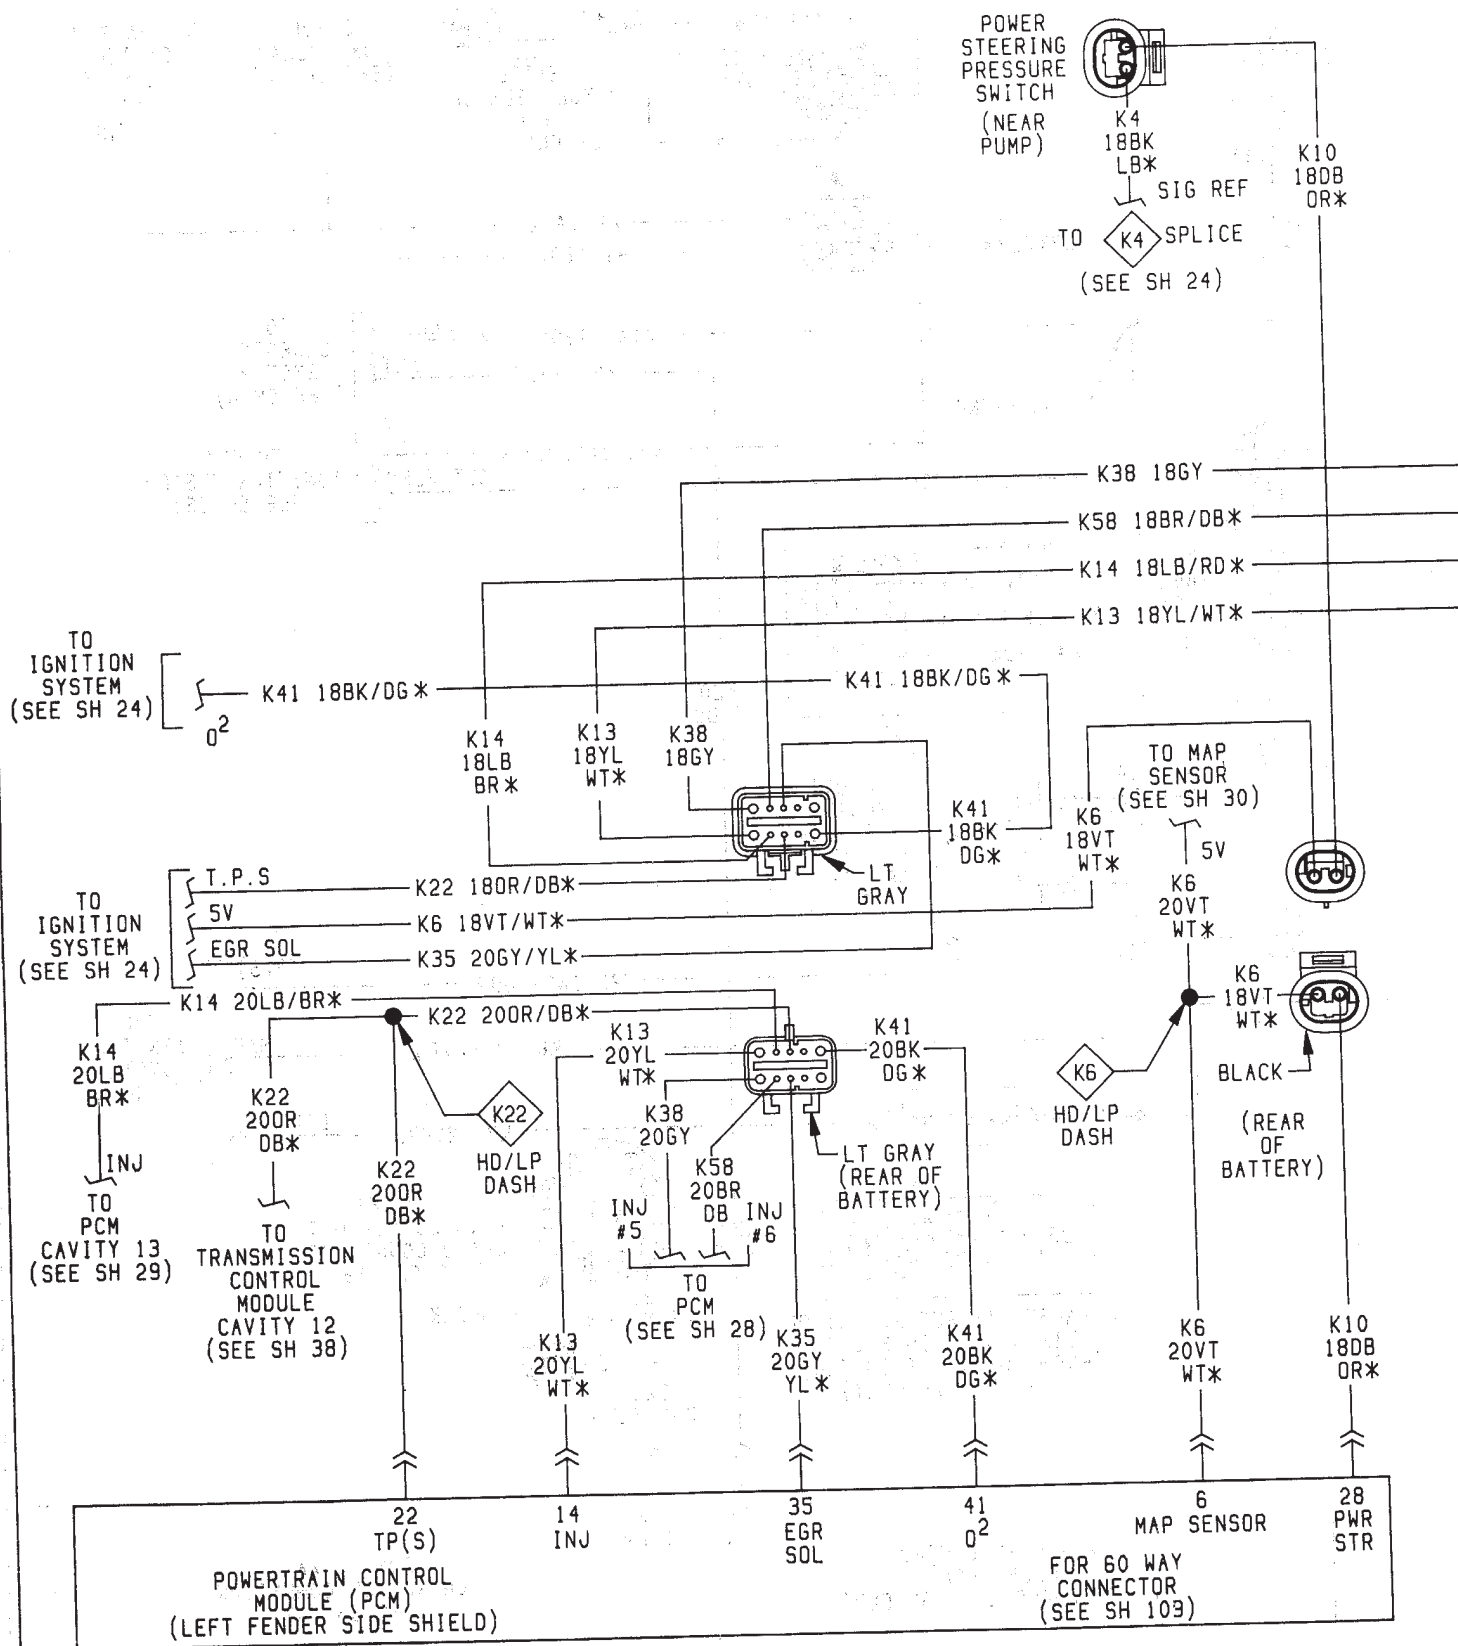 POWER
STEERING
PRESSURE
SWITCH
(NEAR
PUMP)
K4
18BK
LB*
SIG REF
TO K4 SPLICE
(SEE SH 24)
K10
18DB
OR*
K38 18GY
K58 18BR/DB*
K14 18LB/RD*
K13 18YL/WT*
TO
IGNITION
SYSTEM
(SEE SH 24)
O2
K41 18BK/DG*
K41 18BK/DG*
K14
18LB
BR*
K13
18YL
WT*
K38
18GY
K41
18BK
DG*
K6
18VT
WT*
TO MAP
SENSOR
(SEE SH 30)
5V
K6
20VT
WT*
LT
GRAY
TO
IGNITION
SYSTEM
(SEE SH 24)
T.P.S
5V
EGR SOL
K22 18OR/DB*
K6 18VT/WT*
K35 20GY/YL*
K14 20LB/BR*
K22 20OR/DB*
K14
20LB
BR*
INJ
TO
PCM
CAVITY 13
(SEE SH 29)
K22
20OR
DB*
TO
TRANSMISSION
CONTROL
MODULE
CAVITY 12
(SEE SH 38)
K22
20OR
DB*
K22
HD/LP
DASH
K13
20YL
WT*
K41
20BK
DG*
K38
20GY
K58
20BR
DB
INJ
#5
INJ
#6
TO
PCM
(SEE SH 28)
LT GRAY
(REAR OF
BATTERY)
K6
18VT
WT*
K6
HD/LP
DASH
BLACK
(REAR
OF
BATTERY)
K13
20YL
WT*
K35
20GY
YL*
K41
20BK
DG*
K6
20VT
WT*
K10
18DB
OR*
22
TP(S)
14
INJ
35
EGR
SOL
41
O2
6
MAP SENSOR
28
PWR
STR
POWERTRAIN CONTROL
MODULE (PCM)
(LEFT FENDER SIDE SHIELD)
FOR 60 WAY
CONNECTOR
(SEE SH 103)